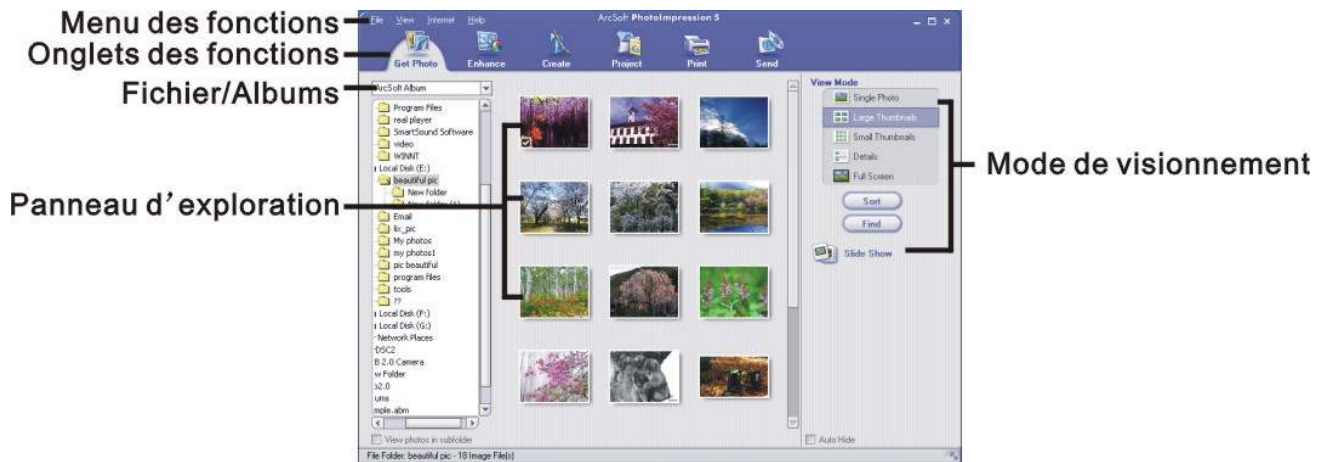 Menu des fonctions
Onglets des fonctions
Fichier/Albums
Panneau d'exploration
Mode de visionnement
File View Internet Help
ArcSoft PhotoImpression 5
Get Photo Enhance Create Project Print Send
ArcSoft Album
Program Files
real player
SmartSound Software
video
WINNT
Local Disk (E:)
beautiful pic
New folder
Email
My photos
my photos1
pic beautiful
program files
tools
??
Local Disk (F:)
Local Disk (G:)
Network Places
DSC2
B 2.0 Camera
w Folder
2.0
ums
mple.abm
View photos in subfolder
File Folder: beautiful pic - 18 Image File(s)
View Mode
Single Photo
Large Thumbnails
Small Thumbnails
Details
Full Screen
Sort
Find
Slide Show
Auto Hide